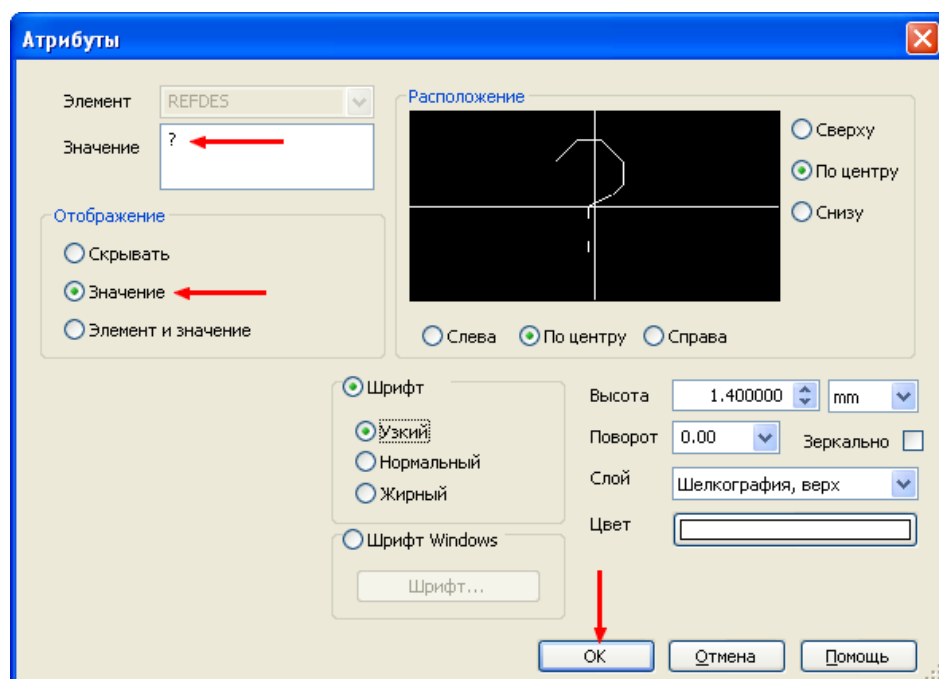 Атрибуты
Элемент REFDES
Значение ?
Отображение
Скрывать
Значение
Элемент и значение
Расположение
Сверху
По центру
Снизу
Слева По центру Справа
Шрифт
Узкий
Нормальный
Жирный
Шрифт Windows
Шрифт...
Высота 1.400000 mm
Поворот 0.00 Зеркально
Слой Шелкография, верх
Цвет
OK Отмена Помощь